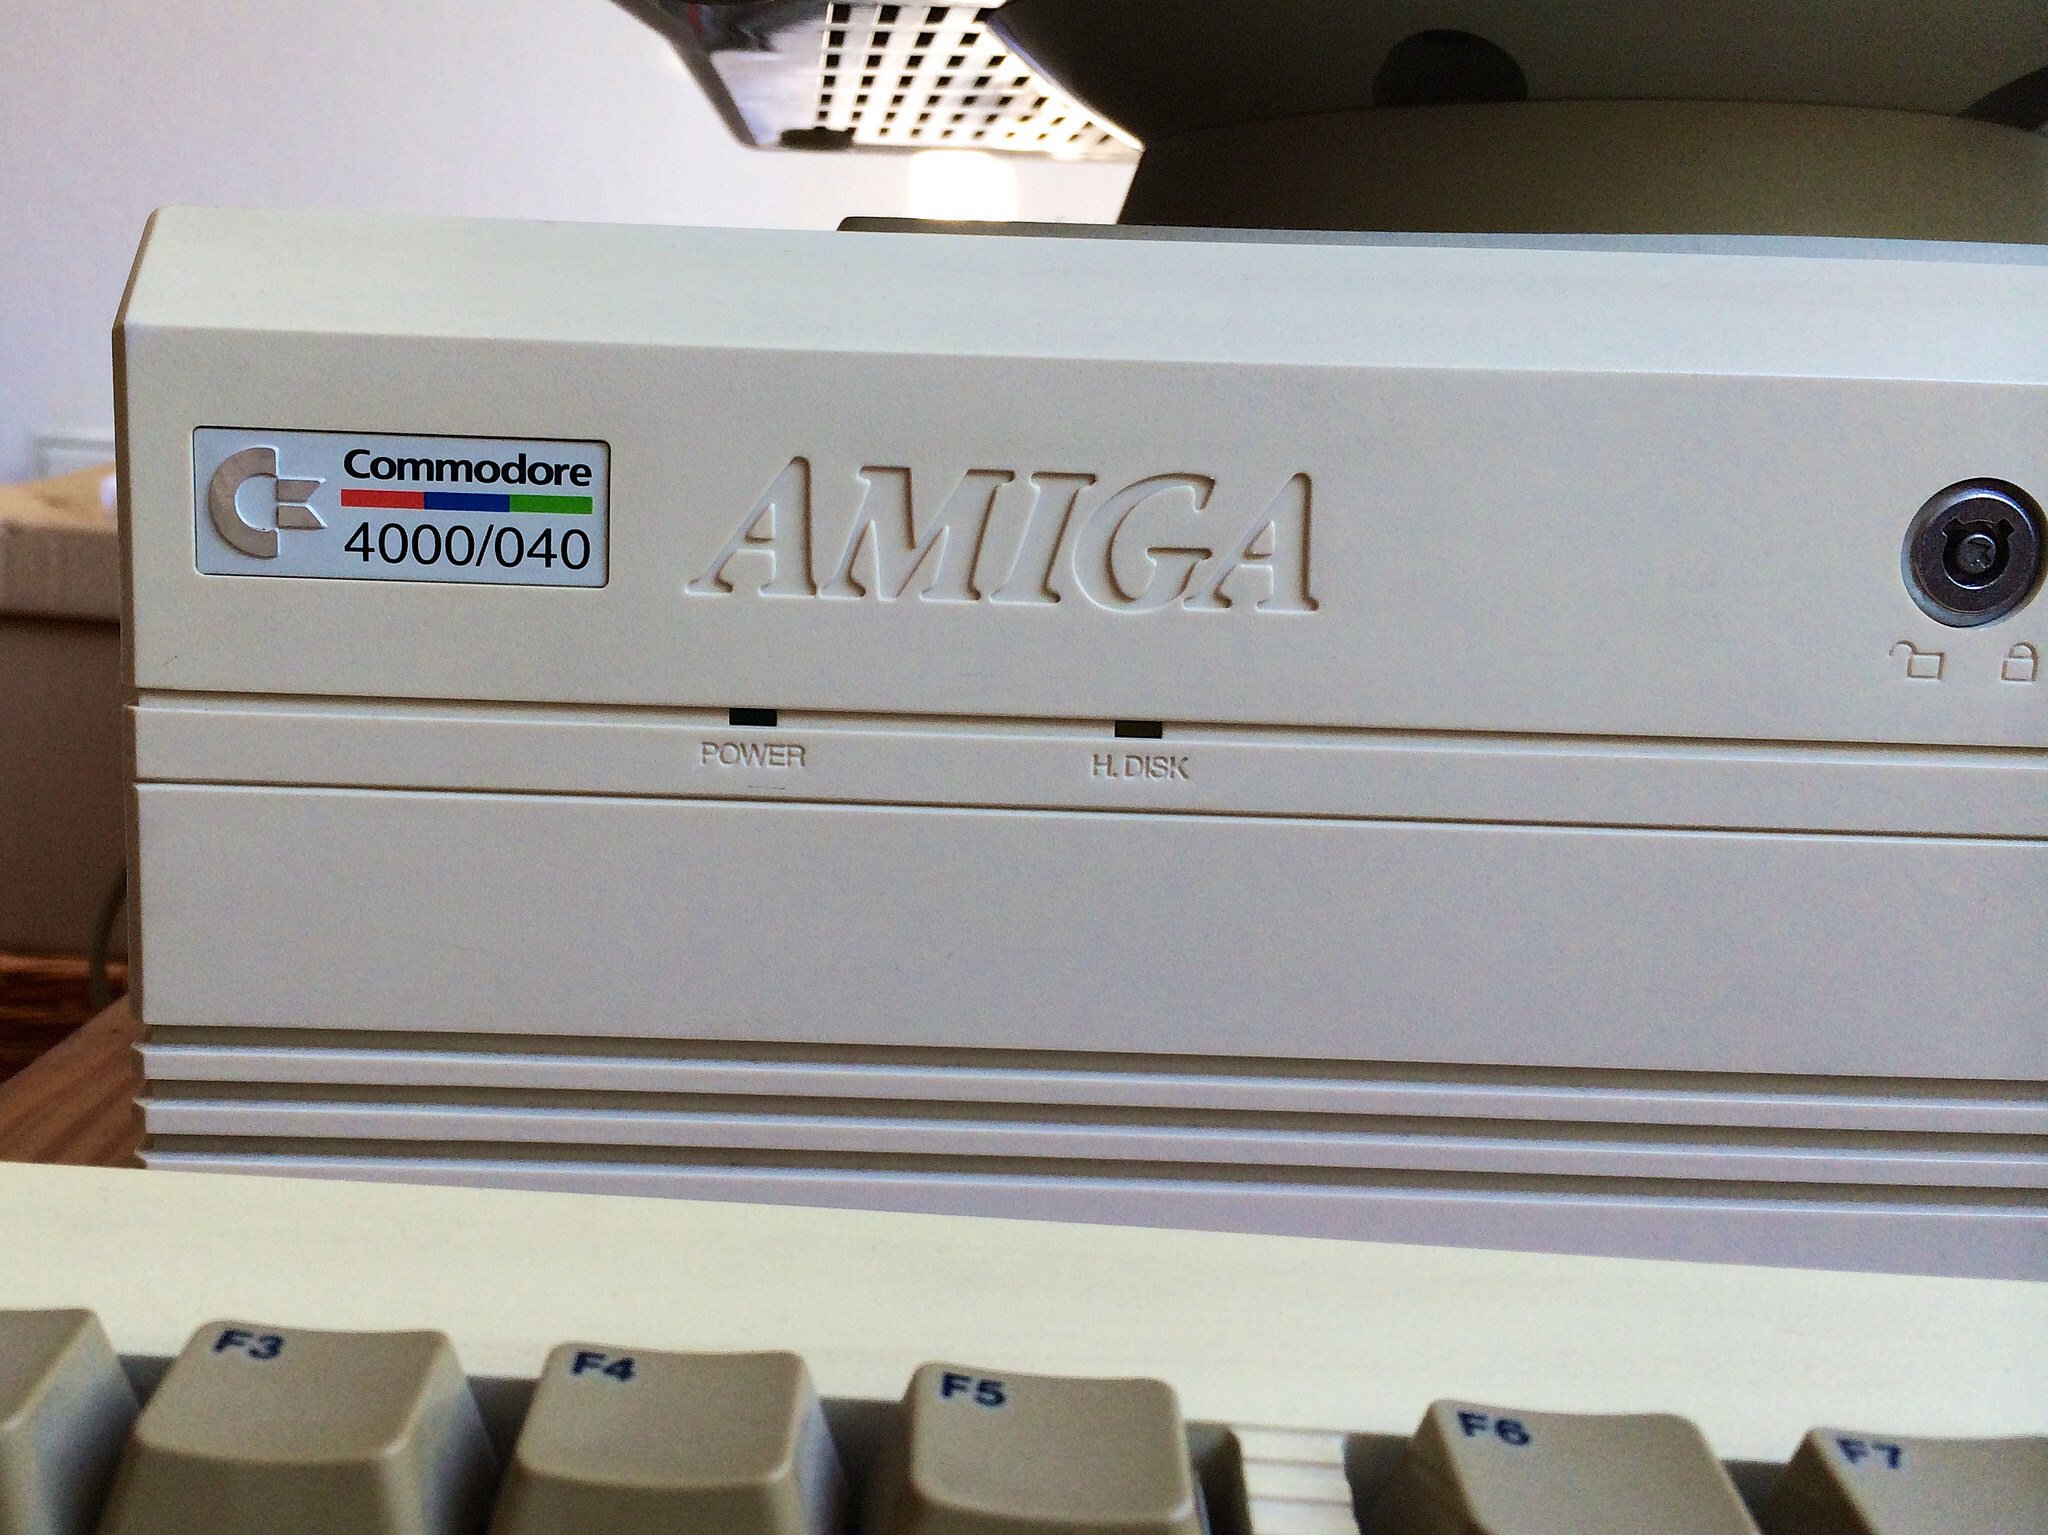 Commodore
4000/040
AMIGA
POWER
H. DISK
F3
F4
F5
F6
F7